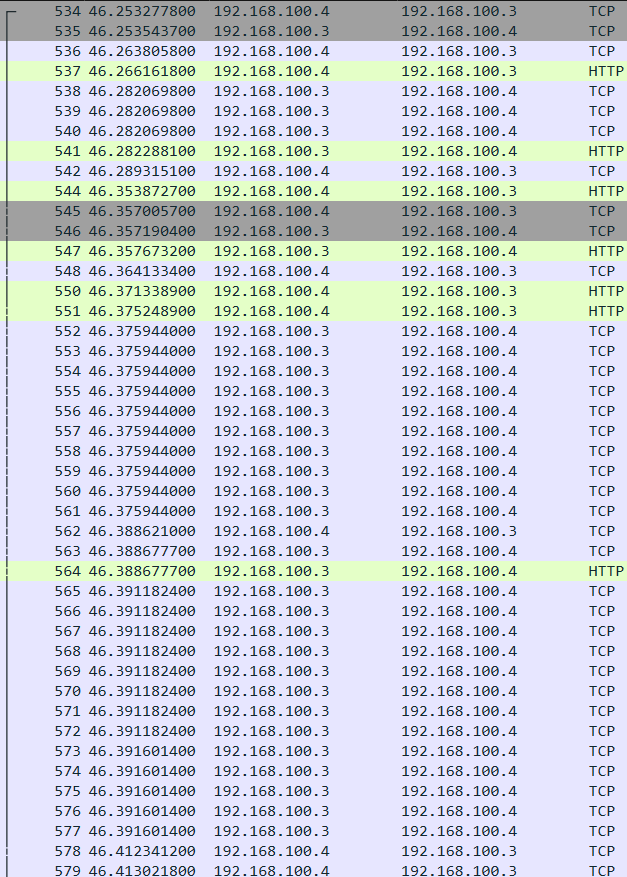 534 46.253277800 192.168.100.4 192.168.100.3 TCP
535 46.253543700 192.168.100.3 192.168.100.4 TCP
536 46.263805800 192.168.100.4 192.168.100.3 TCP
537 46.266161800 192.168.100.4 192.168.100.3 HTTP
538 46.282069800 192.168.100.3 192.168.100.4 TCP
539 46.282069800 192.168.100.3 192.168.100.4 TCP
540 46.282069800 192.168.100.3 192.168.100.4 TCP
541 46.282288100 192.168.100.3 192.168.100.4 HTTP
542 46.289315100 192.168.100.4 192.168.100.3 TCP
544 46.353872700 192.168.100.4 192.168.100.3 HTTP
545 46.357005700 192.168.100.4 192.168.100.3 TCP
546 46.357190400 192.168.100.3 192.168.100.4 TCP
547 46.357673200 192.168.100.3 192.168.100.4 HTTP
548 46.364133400 192.168.100.4 192.168.100.3 TCP
550 46.371338900 192.168.100.4 192.168.100.3 HTTP
551 46.375248900 192.168.100.4 192.168.100.3 HTTP
552 46.375944000 192.168.100.3 192.168.100.4 TCP
553 46.375944000 192.168.100.3 192.168.100.4 TCP
554 46.375944000 192.168.100.3 192.168.100.4 TCP
555 46.375944000 192.168.100.3 192.168.100.4 TCP
556 46.375944000 192.168.100.3 192.168.100.4 TCP
557 46.375944000 192.168.100.3 192.168.100.4 TCP
558 46.375944000 192.168.100.3 192.168.100.4 TCP
559 46.375944000 192.168.100.3 192.168.100.4 TCP
560 46.375944000 192.168.100.3 192.168.100.4 TCP
561 46.375944000 192.168.100.3 192.168.100.4 TCP
562 46.388621000 192.168.100.4 192.168.100.3 TCP
563 46.388677700 192.168.100.3 192.168.100.4 TCP
564 46.388677700 192.168.100.3 192.168.100.4 HTTP
565 46.391182400 192.168.100.3 192.168.100.4 TCP
566 46.391182400 192.168.100.3 192.168.100.4 TCP
567 46.391182400 192.168.100.3 192.168.100.4 TCP
568 46.391182400 192.168.100.3 192.168.100.4 TCP
569 46.391182400 192.168.100.3 192.168.100.4 TCP
570 46.391182400 192.168.100.3 192.168.100.4 TCP
571 46.391182400 192.168.100.3 192.168.100.4 TCP
572 46.391182400 192.168.100.3 192.168.100.4 TCP
573 46.391601400 192.168.100.3 192.168.100.4 TCP
574 46.391601400 192.168.100.3 192.168.100.4 TCP
575 46.391601400 192.168.100.3 192.168.100.4 TCP
576 46.391601400 192.168.100.3 192.168.100.4 TCP
577 46.391601400 192.168.100.3 192.168.100.4 TCP
578 46.412341200 192.168.100.4 192.168.100.3 TCP
579 46.413021800 192.168.100.4 192.168.100.3 TCP